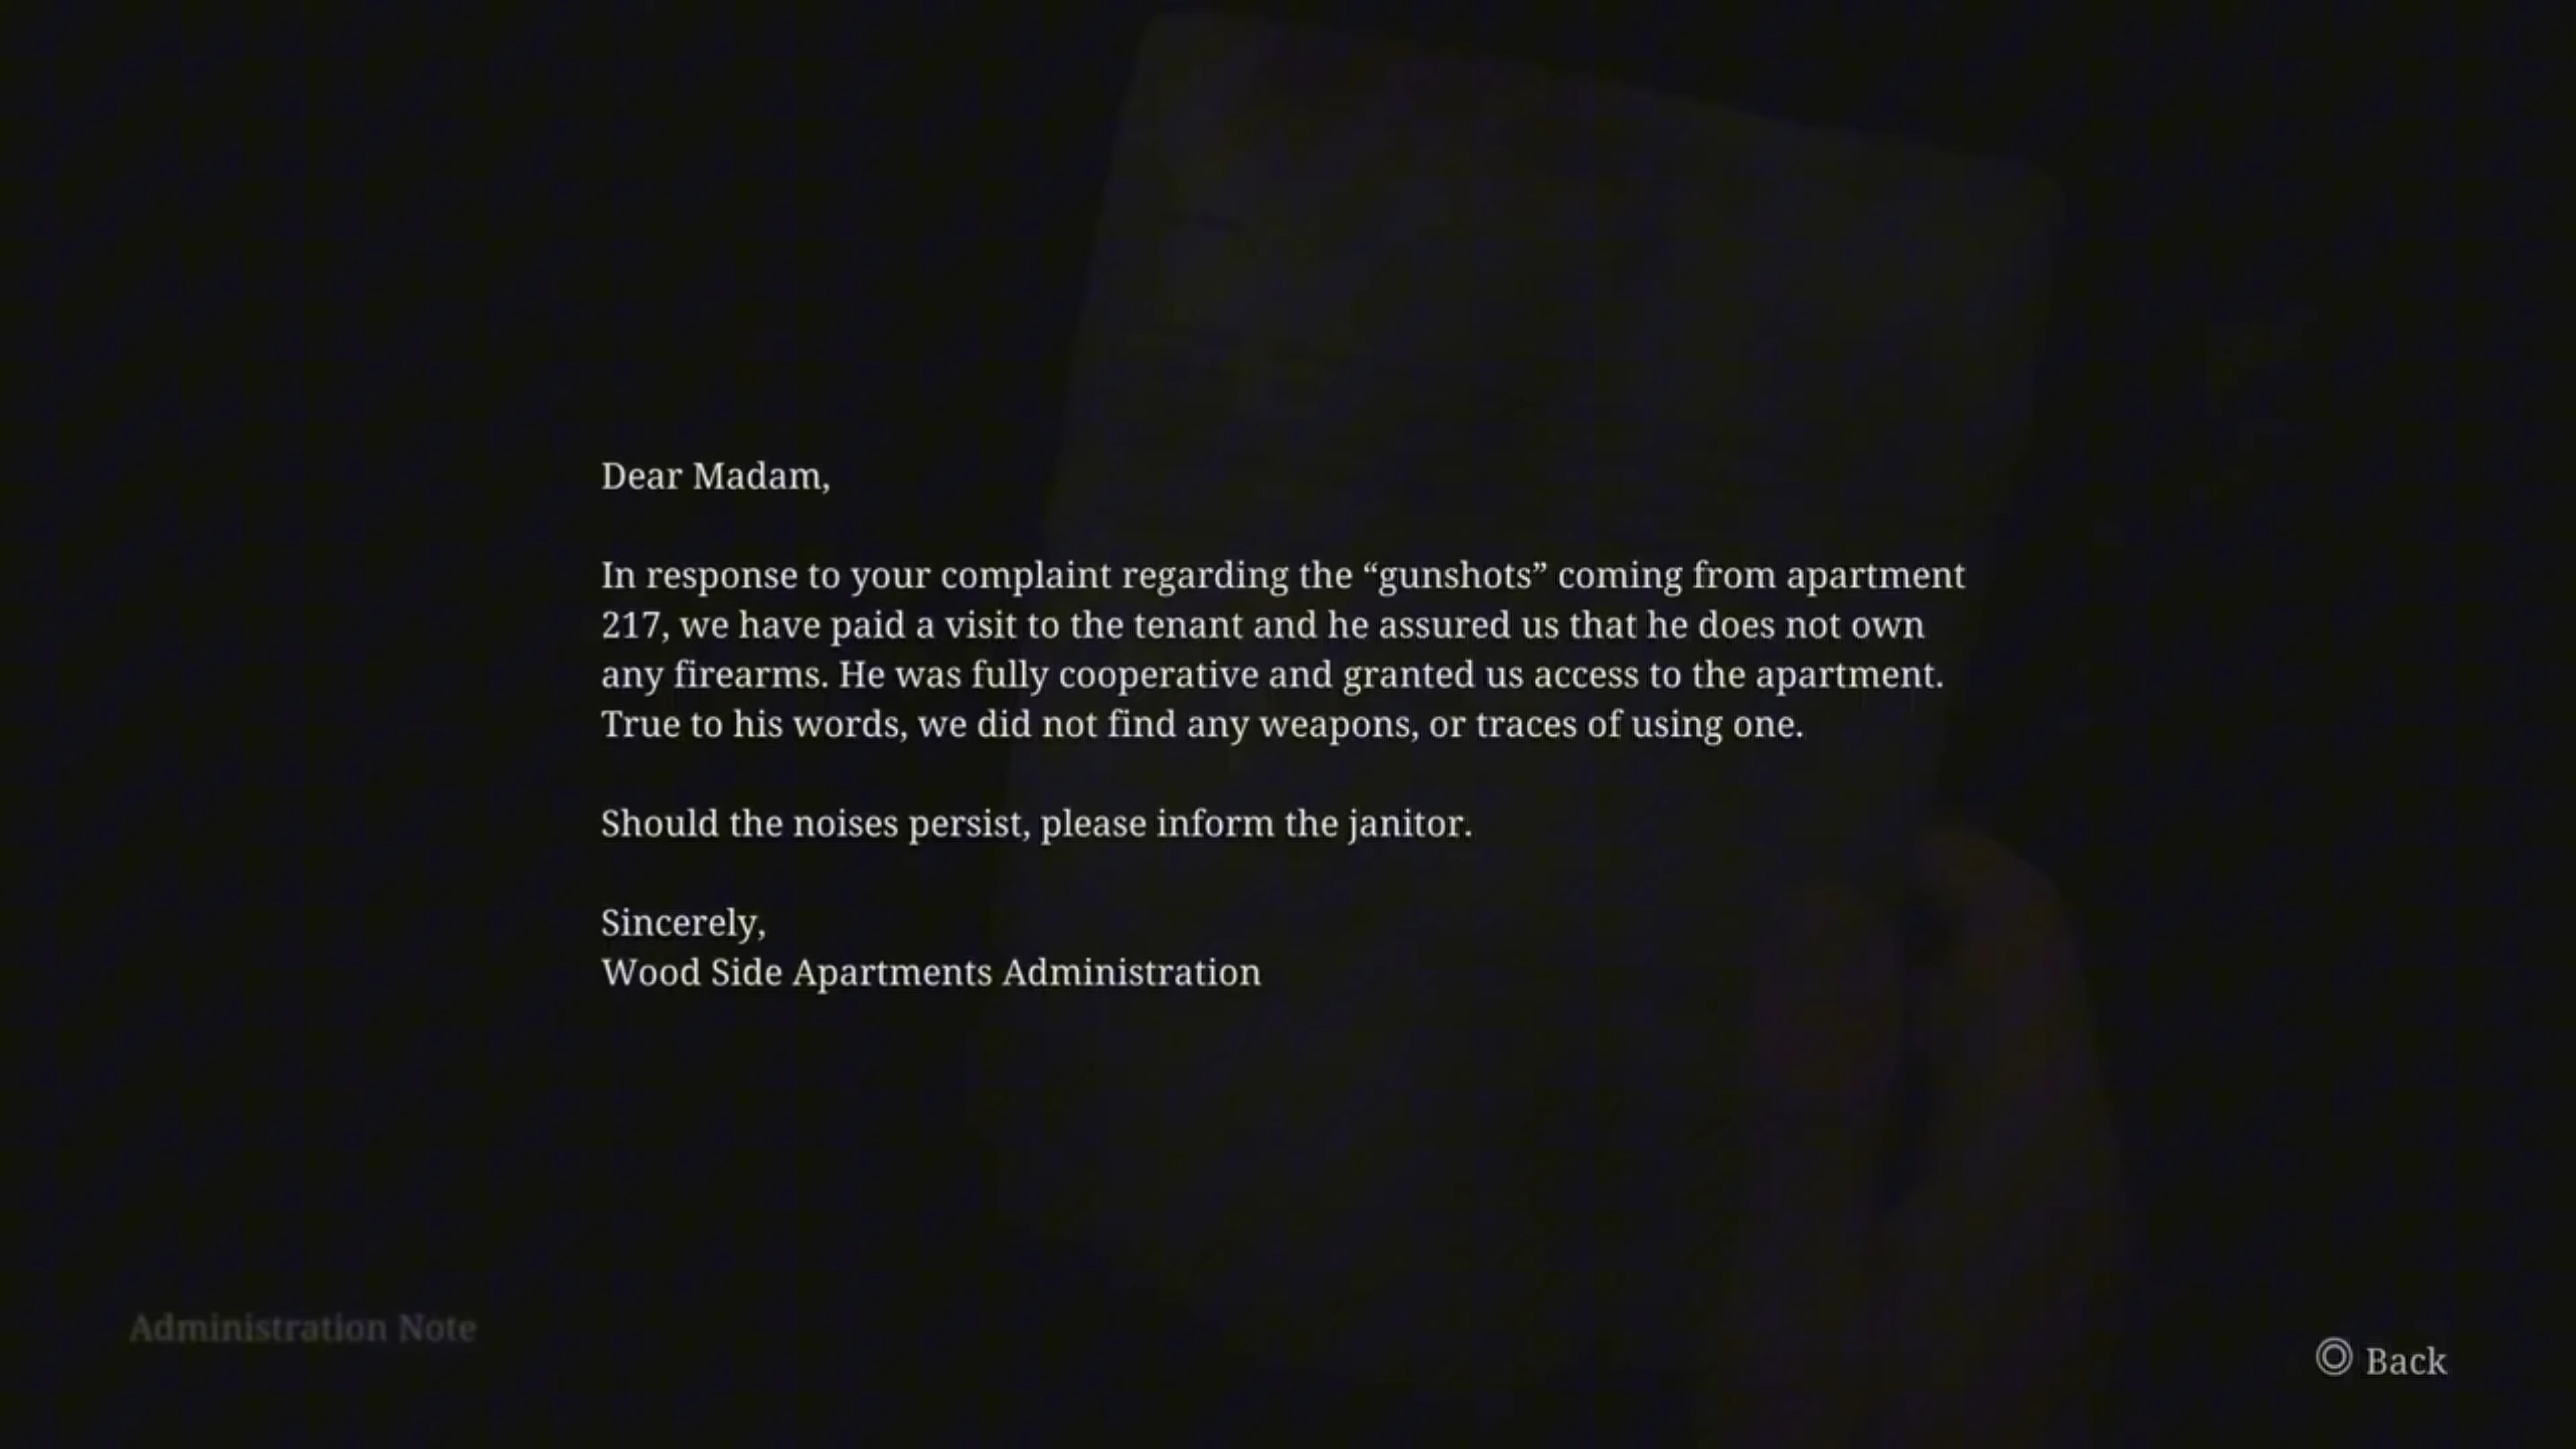 Dear Madam,
In response to your complaint regarding the “gunshots” coming from apartment
217, we have paid a visit to the tenant and he assured us that he does not own
any firearms. He was fully cooperative and granted us access to the apartment.
True to his words, we did not find any weapons, or traces of using one.
Should the noises persist, please inform the janitor.
Sincerely,
Wood Side Apartments Administration
Administration Note
Back